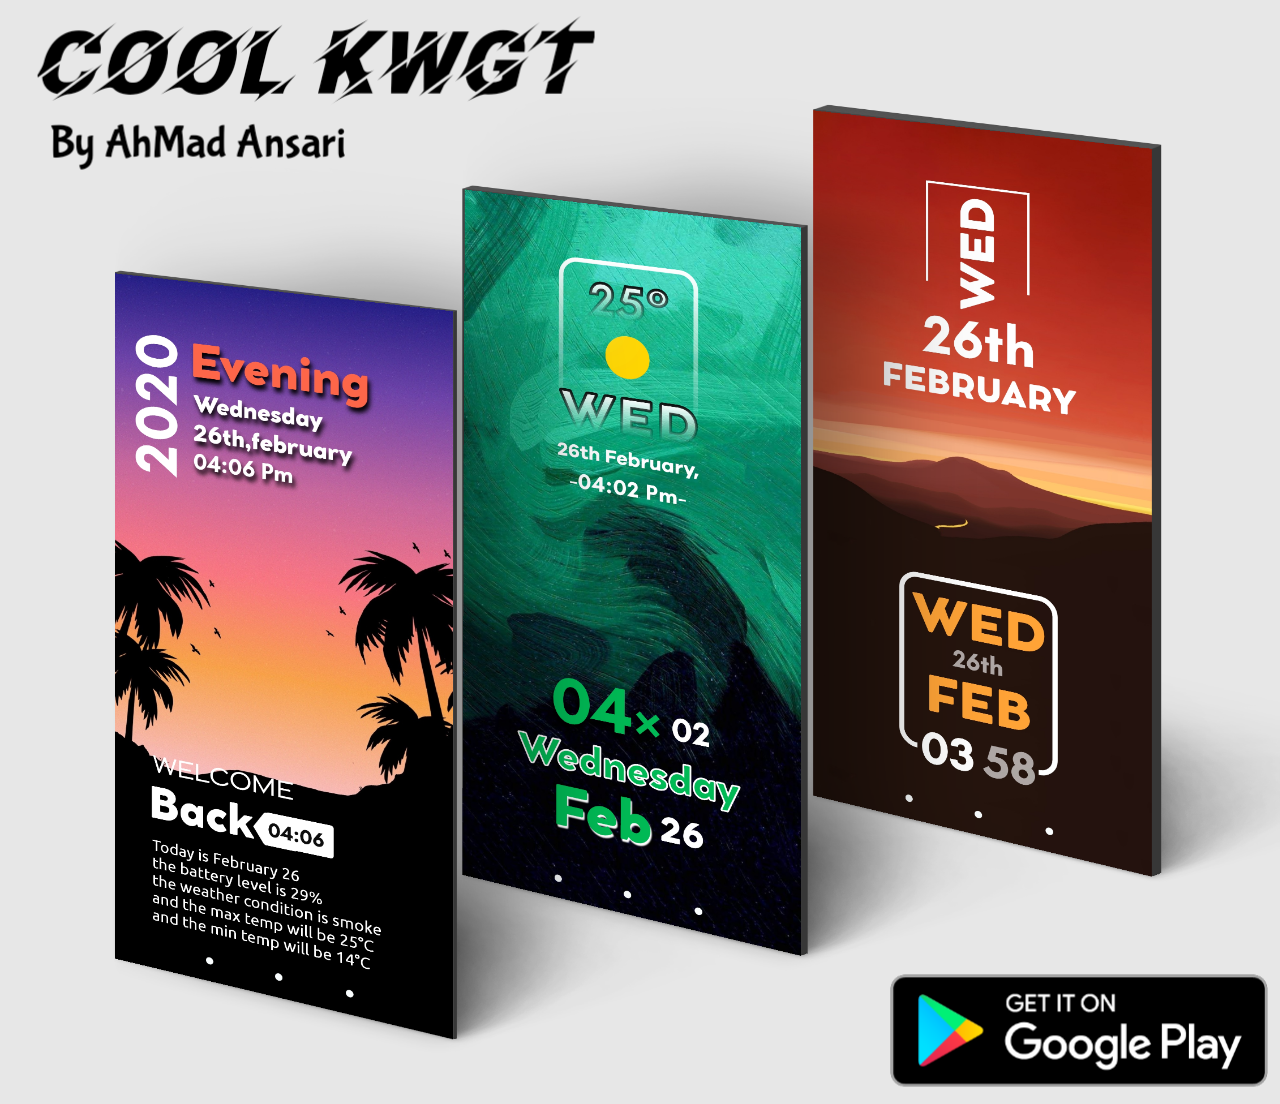 COOL KWGT
By AhMad Ansari
2020
Evening
Wednesday
26th,february
04:06 Pm
WELCOME
Back
04:06
Today is February 26
the battery level is 29%
the weather condition is smoke
and the max temp will be 25°C
and the min temp will be 14°C
25°
WED
26th February,
-04:02 Pm-
04× 02
Wednesday
Feb 26
WED
26th
FEBRUARY
WED
26th
FEB
03 58
GET IT ON
Google Play